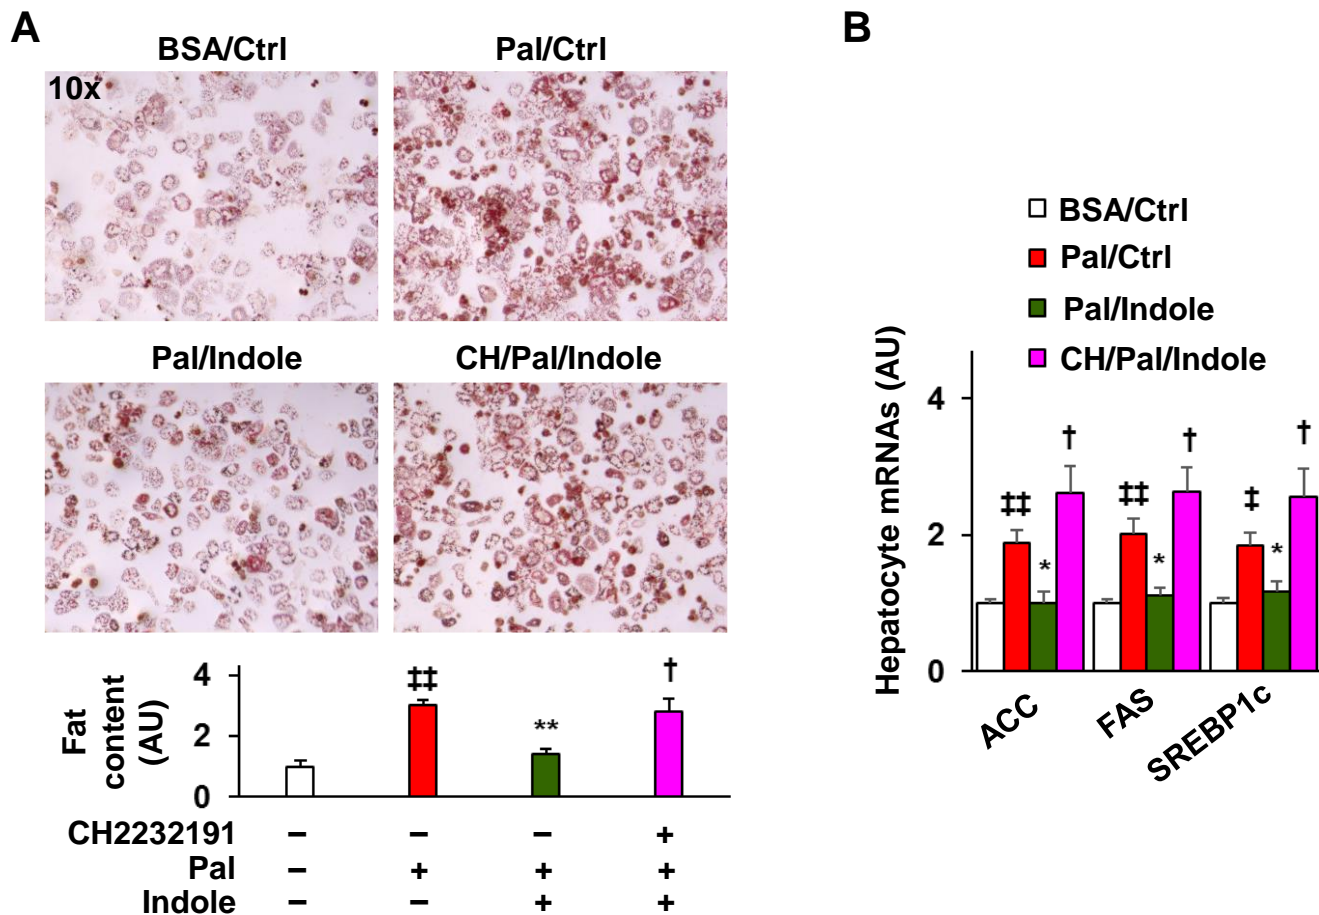 A
BSA/Ctrl
Pal/Ctrl
10x
Pal/Indole
CH/Pal/Indole
Fat
content
(AU)
4
2
0
‡‡
**
†
CH2232191 − − − +
Pal − + + +
Indole − − + +
B
BSA/Ctrl
Pal/Ctrl
Pal/Indole
CH/Pal/Indole
Hepatocyte mRNAs (AU)
4
2
0
‡‡ * †
‡‡ * †
‡ * †
ACC
FAS
SREBP1c